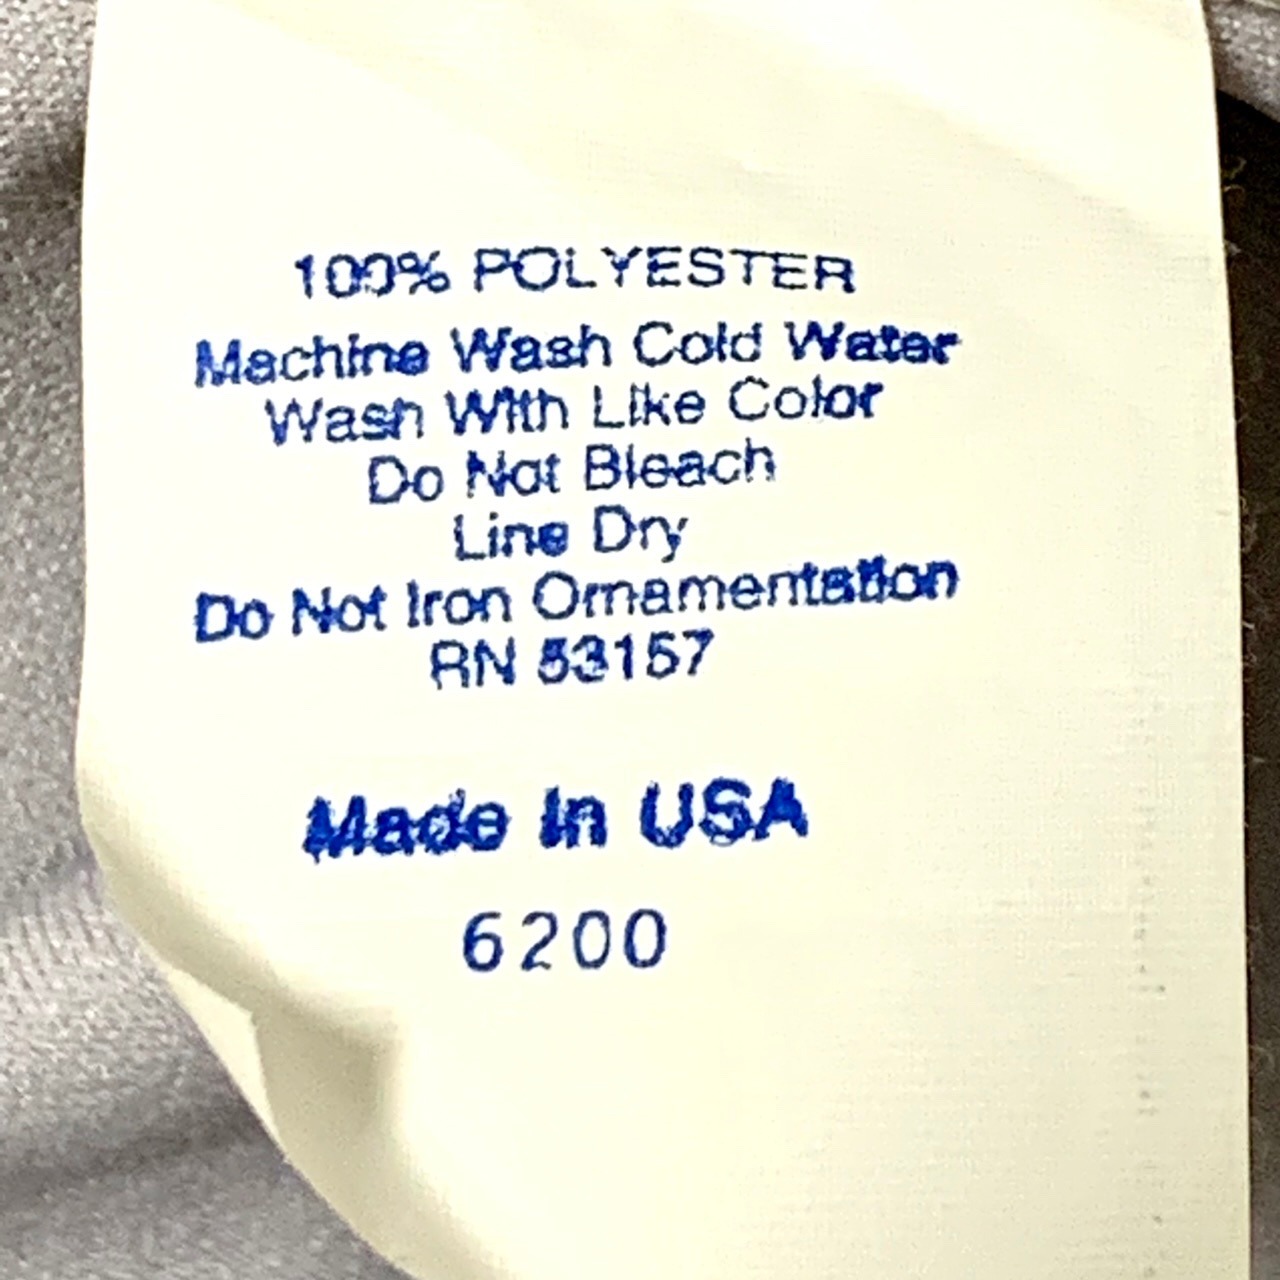 100% POLYESTER
Machine Wash Cold Water
Wash With Like Color
Do Not Bleach
Line Dry
Do Not Iron Ornamentation
RN 53157
Made In USA
6200